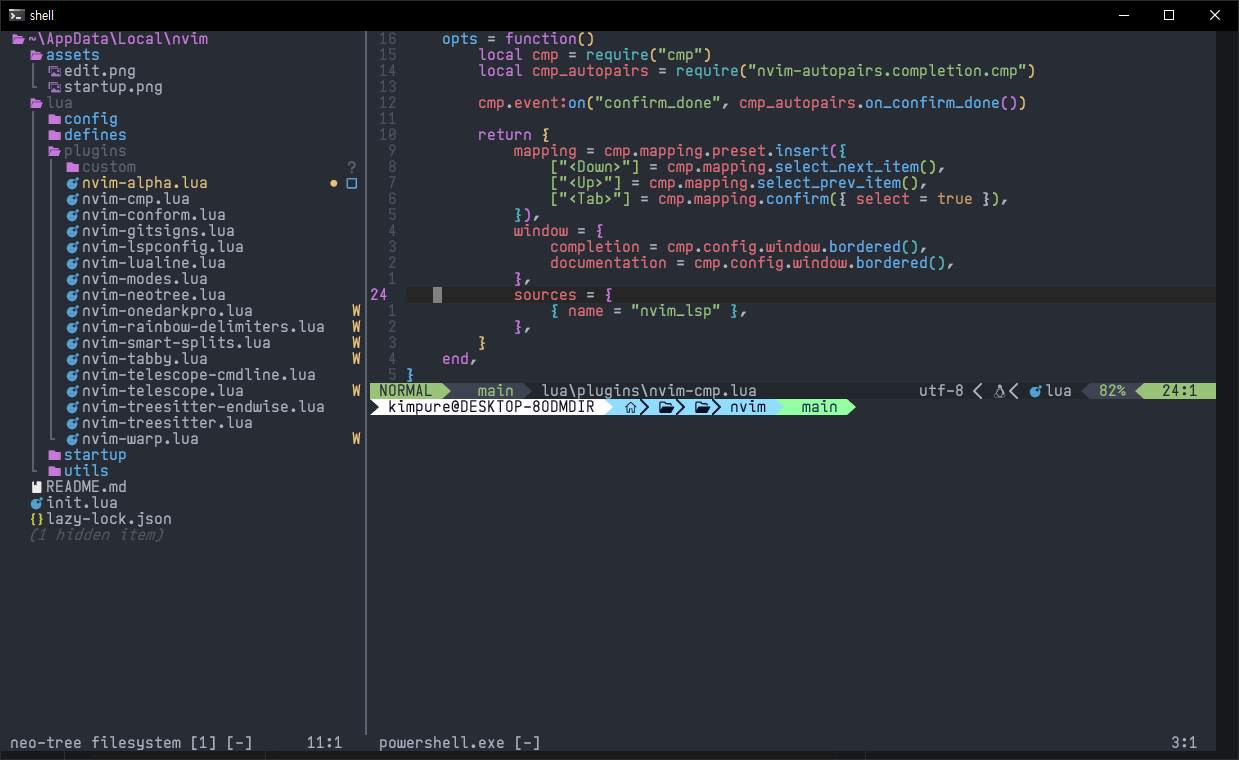 shell
~\AppData\Local\nvim
assets
edit.png
startup.png
lua
config
defines
plugins
custom ?
nvim-alpha.lua
nvim-cmp.lua
nvim-conform.lua
nvim-gitsigns.lua
nvim-lspconfig.lua
nvim-lualine.lua
nvim-modes.lua
nvim-neotree.lua
nvim-onedarkpro.lua W
nvim-rainbow-delimiters.lua W
nvim-smart-splits.lua W
nvim-tabby.lua W
nvim-telescope-cmdline.lua
nvim-telescope.lua W
nvim-treesitter-endwise.lua
nvim-treesitter.lua
nvim-warp.lua W
startup
utils
README.md
init.lua
{} lazy-lock.json
(1 hidden item)
neo-tree filesystem [1] [-] 11:1
16 opts = function()
15 local cmp = require("cmp")
14 local cmp_autopairs = require("nvim-autopairs.completion.cmp")
13
12 cmp.event:on("confirm_done", cmp_autopairs.on_confirm_done())
11
10 return {
9 mapping = cmp.mapping.preset.insert({
8 ["<Down>"] = cmp.mapping.select_next_item(),
7 ["<Up>"] = cmp.mapping.select_prev_item(),
6 ["<Tab>"] = cmp.mapping.confirm({ select = true }),
5 }),
4 window = {
3 completion = cmp.config.window.bordered(),
2 documentation = cmp.config.window.bordered(),
1 },
24 sources = {
1 { name = "nvim_lsp" },
2 },
3 }
4 end,
5 }
NORMAL main lua\plugins\nvim-cmp.lua utf-8 lua 82% 24:1
kimpure@DESKTOP-8ODMDIR nvim main
powershell.exe [-] 3:1